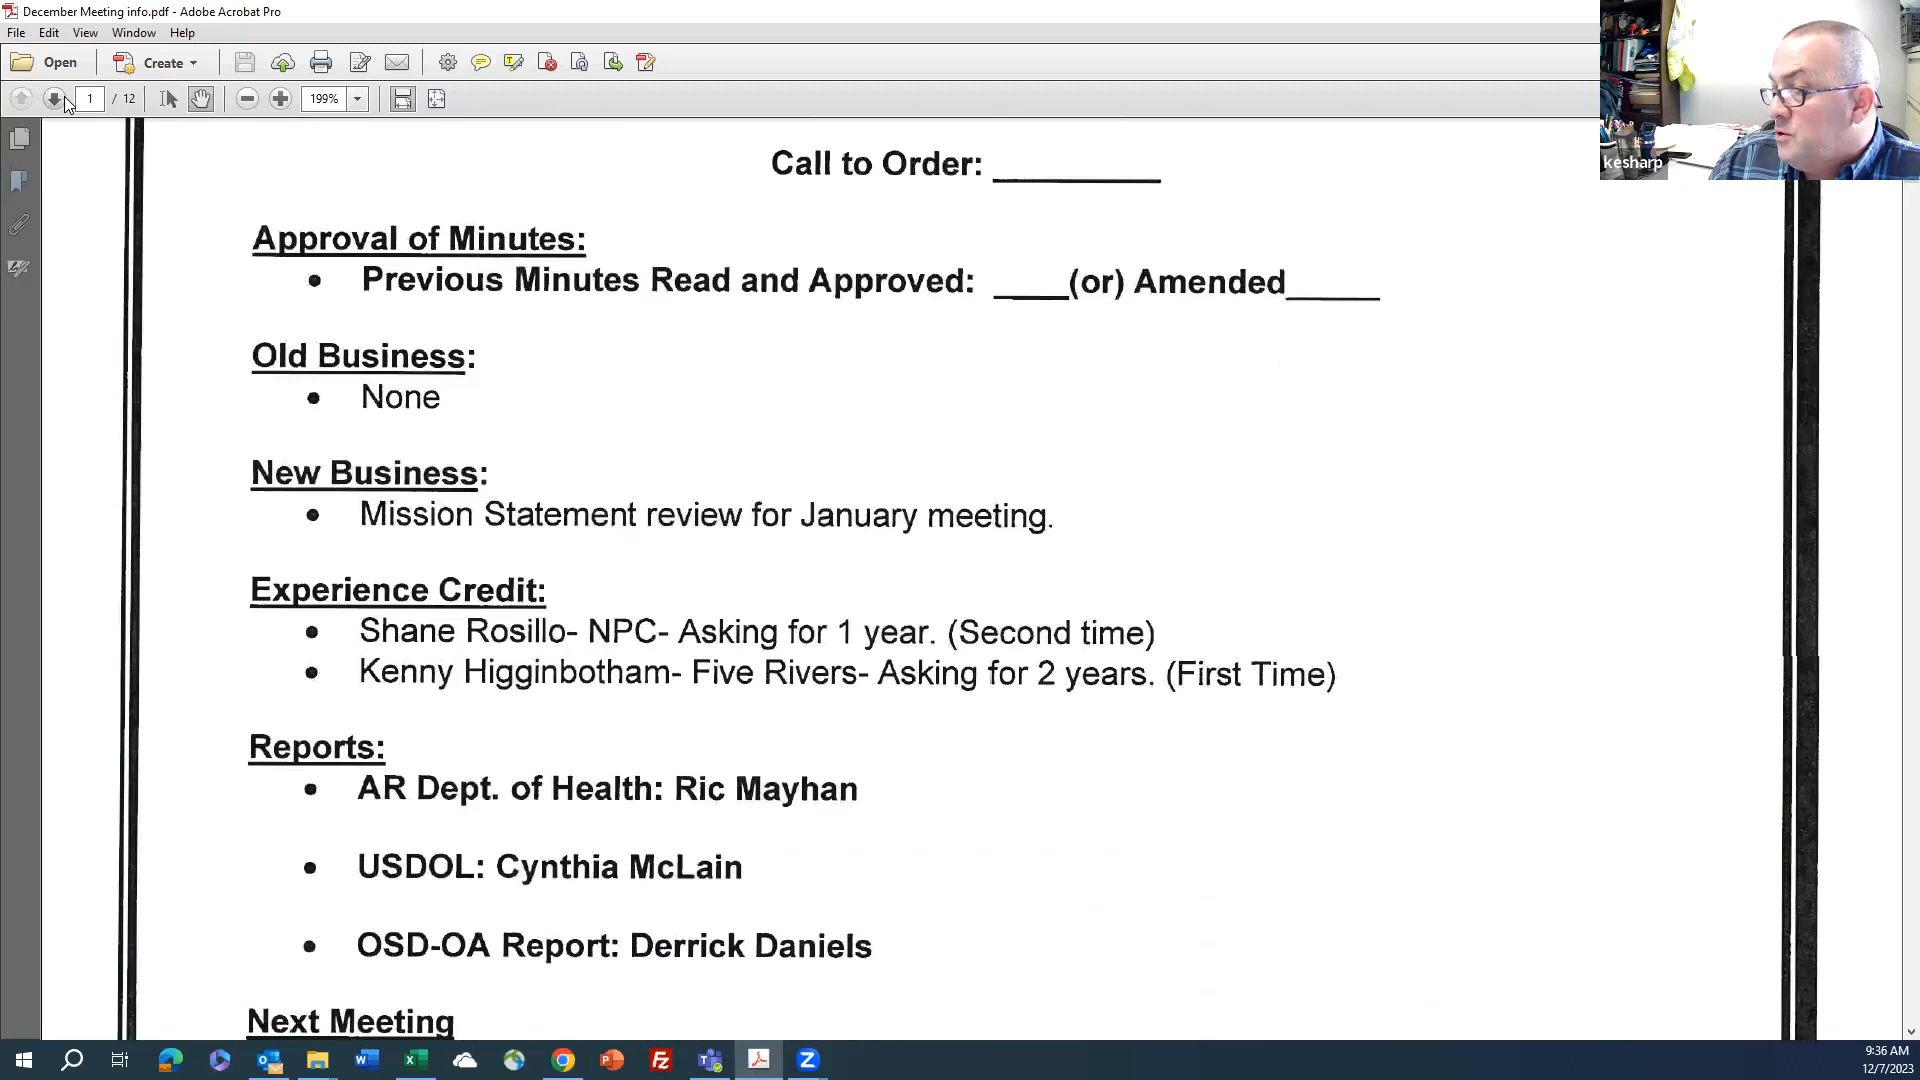 December Meeting info.pdf - Adobe Acrobat Pro
File Edit View Window Help
Open Create
1 / 12 199%
kesharp
Call to Order: __________
Approval of Minutes:
• Previous Minutes Read and Approved: ____(or) Amended_____
Old Business:
• None
New Business:
• Mission Statement review for January meeting.
Experience Credit:
• Shane Rosillo- NPC- Asking for 1 year. (Second time)
• Kenny Higginbotham- Five Rivers- Asking for 2 years. (First Time)
Reports:
• AR Dept. of Health: Ric Mayhan
• USDOL: Cynthia McLain
• OSD-OA Report: Derrick Daniels
Next Meeting
9:36 AM
12/7/2023